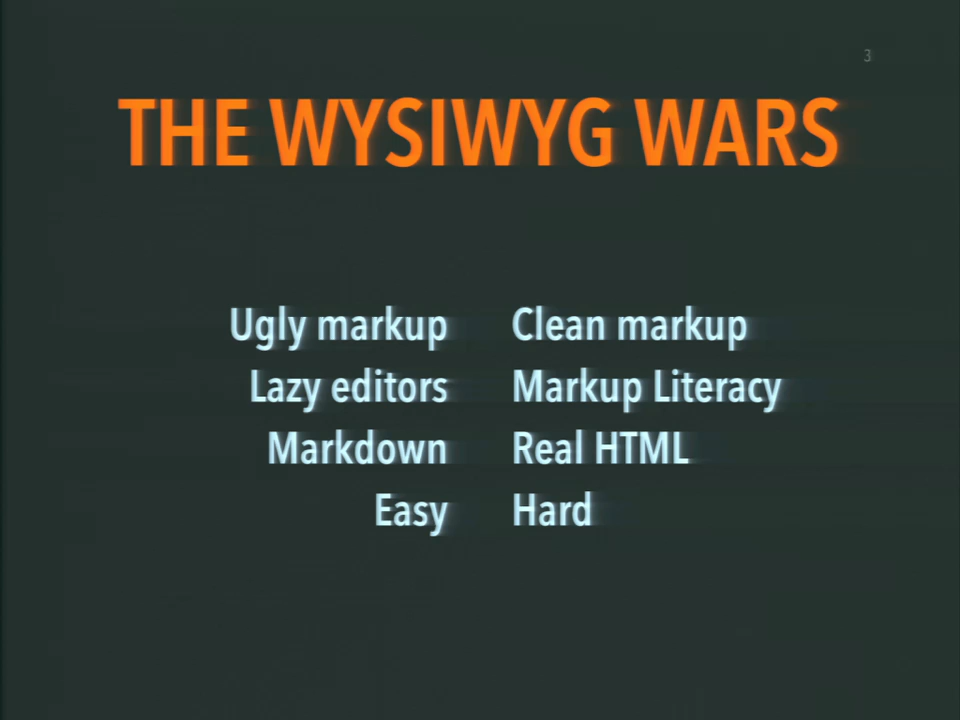 3
THE WYSIWYG WARS
Ugly markup Clean markup
Lazy editors Markup Literacy
Markdown Real HTML
Easy Hard